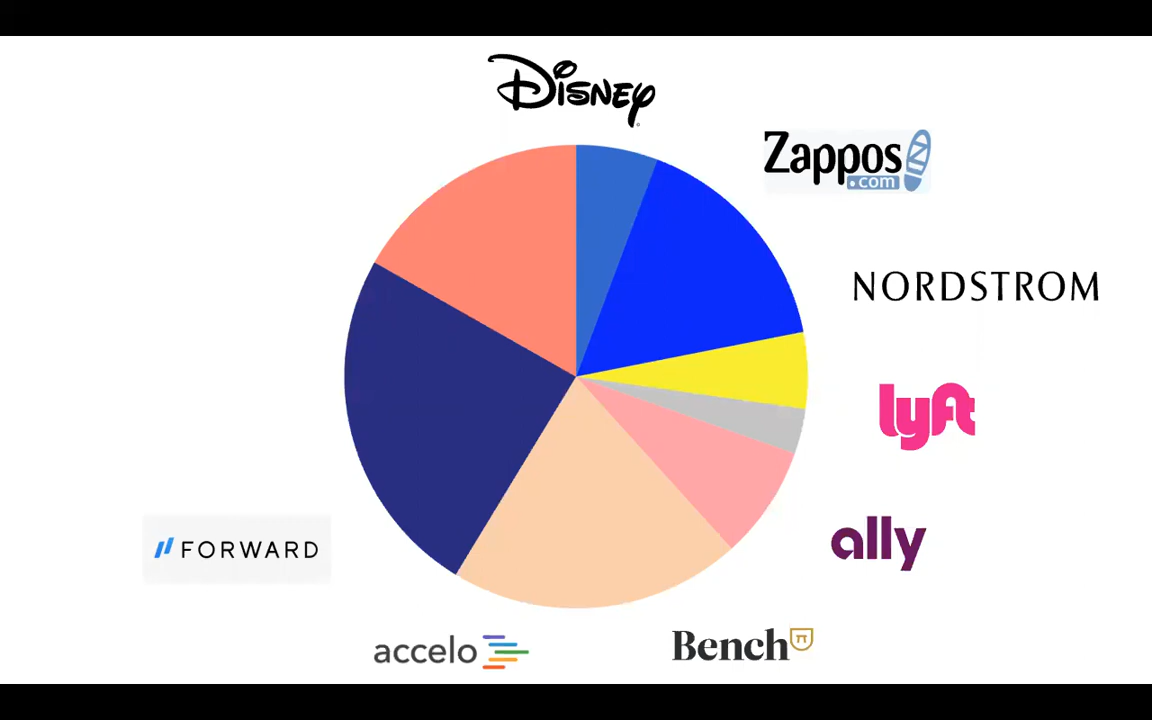 Disney
Zappos
.com
NORDSTROM
lyft
ally
Bench
accelo
FORWARD